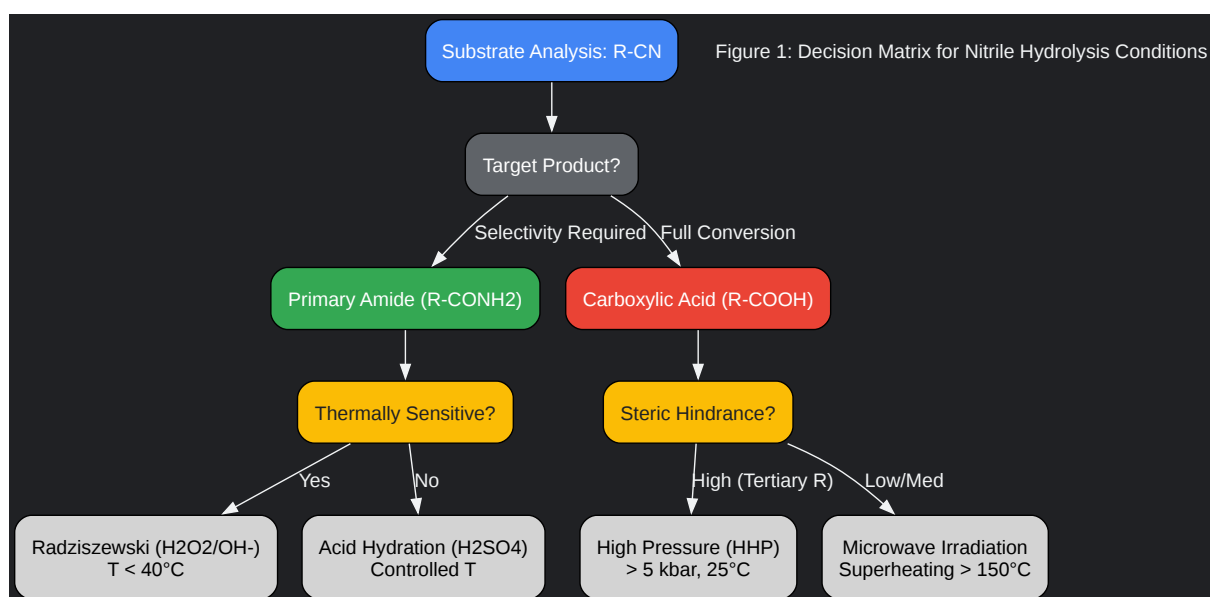 Substrate Analysis: R-CN
Figure 1: Decision Matrix for Nitrile Hydrolysis Conditions
Target Product?
Selectivity Required
Full Conversion
Primary Amide (R-CONH2)
Carboxylic Acid (R-COOH)
Thermally Sensitive?
Steric Hindrance?
Yes
No
High (Tertiary R)
Low/Med
Radziszewski (H2O2/OH-)
T < 40°C
Acid Hydration (H2SO4)
Controlled T
High Pressure (HHP)
> 5 kbar, 25°C
Microwave Irradiation
Superheating > 150°C